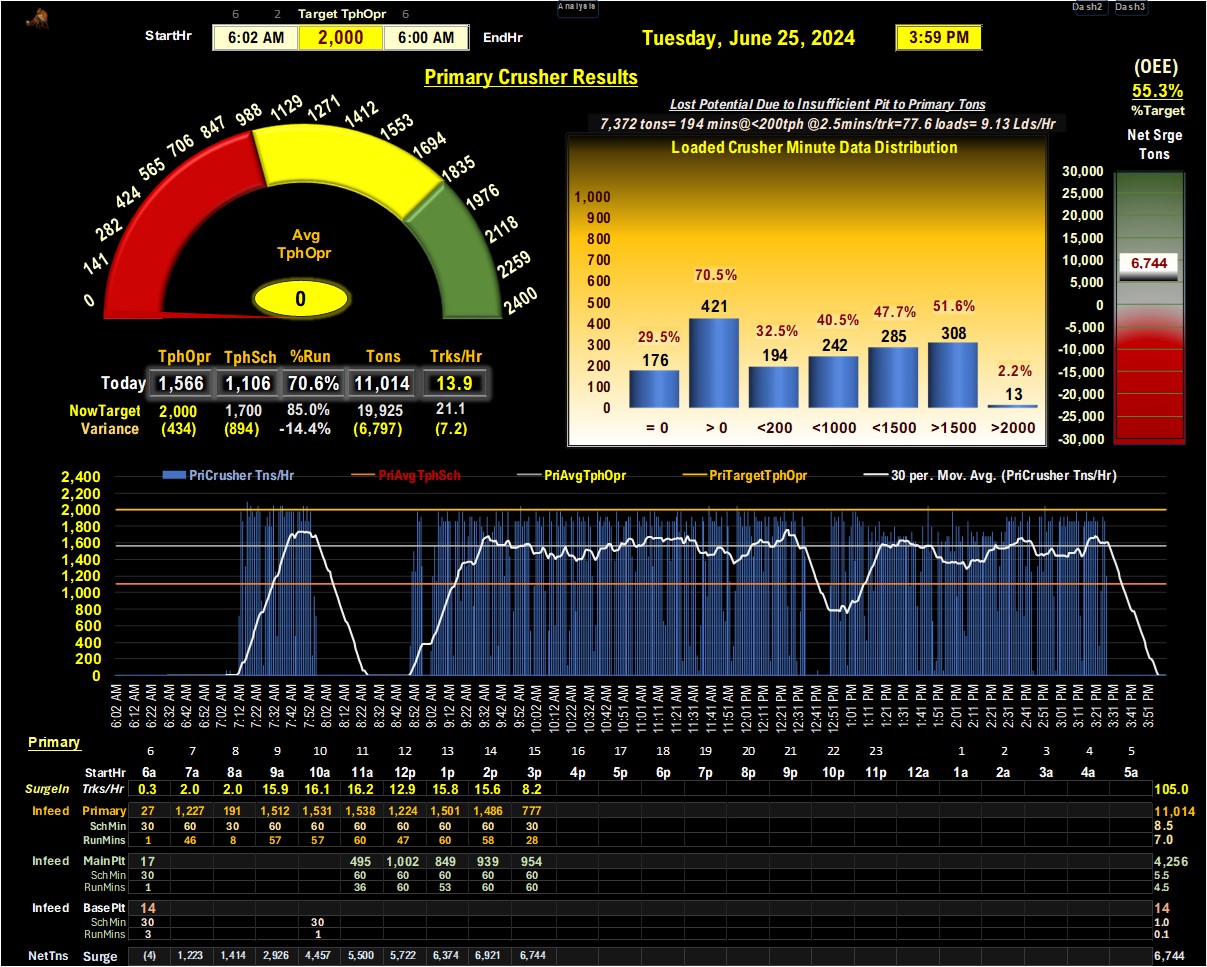 6 2 Target TphOpr 6
Analysis
Dash2 Dash3
StartHr 6:02 AM 2,000 6:00 AM EndHr
Tuesday, June 25, 2024
3:59 PM
Primary Crusher Results
(OEE)
55.3%
%Target
Net Srge
Tons
Lost Potential Due to Insufficient Pit to Primary Tons
7,372 tons= 194 mins@<200tph @2.5mins/trk=77.6 loads= 9.13 Lds/Hr
0 141 282 424 565 706 847 988 1129 1271 1412 1553 1694 1835 1976 2118 2259 2400
Avg
TphOpr
0
Loaded Crusher Minute Data Distribution
1,000
900
800
700
600
500
400
300
200
100
0
29.5% 70.5% 32.5% 40.5% 47.7% 51.6% 2.2%
176 421 194 242 285 308 13
= 0 > 0 <200 <1000 <1500 >1500 >2000
30,000
25,000
20,000
15,000
10,000
5,000
0
-5,000
-10,000
-15,000
-20,000
-25,000
-30,000
6,744
TphOpr TphSch %Run Tons Trks/Hr
Today 1,566 1,106 70.6% 11,014 13.9
NowTarget 2,000 1,700 85.0% 19,925 21.1
Variance (434) (894) -14.4% (6,797) (7.2)
PriCrusher Tns/Hr PriAvgTphSch PriAvgTphOpr PriTargetTphOpr 30 per. Mov. Avg. (PriCrusher Tns/Hr)
2,400
2,200
2,000
1,800
1,600
1,400
1,200
1,000
800
600
400
200
0
6:02 AM 6:12 AM 6:22 AM 6:32 AM 6:42 AM 6:52 AM 7:02 AM 7:12 AM 7:22 AM 7:32 AM 7:42 AM 7:52 AM 8:02 AM 8:12 AM 8:22 AM 8:32 AM 8:42 AM 8:52 AM 9:02 AM 9:12 AM 9:22 AM 9:32 AM 9:42 AM 9:52 AM 10:02 AM 10:12 AM 10:22 AM 10:32 AM 10:42 AM 10:51 AM 11:01 AM 11:11 AM 11:21 AM 11:31 AM 11:41 AM 11:51 AM 12:01 PM 12:11 PM 12:21 PM 12:31 PM 12:41 PM 12:51 PM 1:01 PM 1:11 PM 1:21 PM 1:31 PM 1:41 PM 1:51 PM 2:01 PM 2:11 PM 2:21 PM 2:31 PM 2:41 PM 2:51 PM 3:01 PM 3:11 PM 3:21 PM 3:31 PM 3:41 PM 3:51 PM
Primary
6 7 8 9 10 11 12 13 14 15 16 17 18 19 20 21 22 23 1 2 3 4 5
StartHr 6a 7a 8a 9a 10a 11a 12p 1p 2p 3p 4p 5p 6p 7p 8p 9p 10p 11p 12a 1a 2a 3a 4a 5a
SurgeIn Trks/Hr 0.3 2.0 2.0 15.9 16.1 16.2 12.9 15.8 15.6 8.2 105.0
Infeed Primary 27 1,227 191 1,512 1,531 1,538 1,224 1,501 1,486 777 11,014
SchMin 30 60 30 60 60 60 60 60 60 30 8.5
RunMins 1 46 8 57 57 60 47 60 58 28 7.0
Infeed MainPlt 17 495 1,002 849 939 954 4,256
SchMin 30 60 60 60 60 60 5.5
RunMins 1 36 60 53 60 60 4.5
Infeed BasePlt 14 14
SchMin 30 30 1.0
RunMins 3 1 0.1
NetTns Surge (4) 1,223 1,414 2,926 4,457 5,500 5,722 6,374 6,921 6,744 6,744